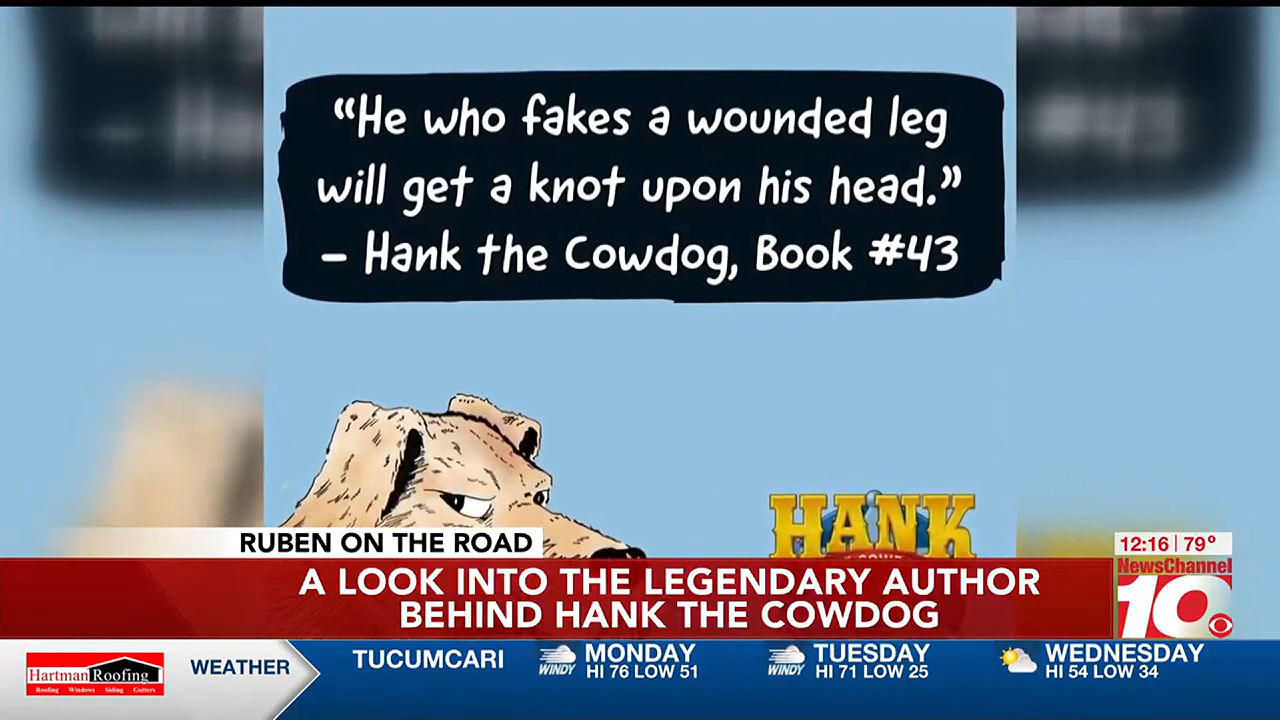 “He who fakes a wounded leg
will get a knot upon his head.”
– Hank the Cowdog, Book #43
HANK
RUBEN ON THE ROAD
A LOOK INTO THE LEGENDARY AUTHOR
BEHIND HANK THE COWDOG
12:16 | 79°
NewsChannel
10
Hartman Roofing
Roofing Windows Siding Gutters
WEATHER
TUCUMCARI
WINDY
MONDAY
HI 76 LOW 51
WINDY
TUESDAY
HI 71 LOW 25
WEDNESDAY
HI 54 LOW 34